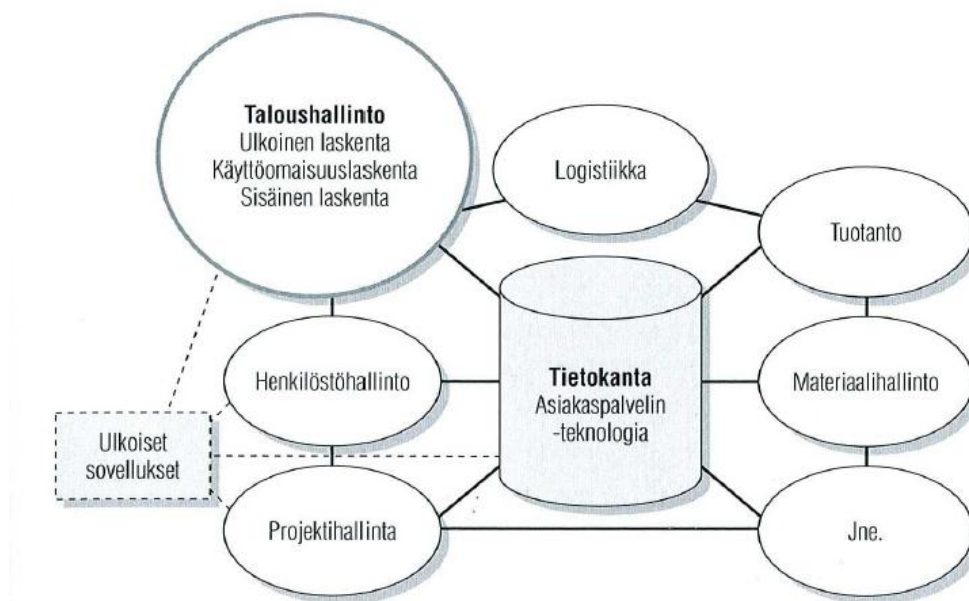 Taloushallinto
Ulkoinen laskenta
Käyttöomaisuuslaskenta
Sisäinen laskenta
Logistiikka
Tuotanto
Henkilöstöhallinto
Tietokanta
Asiakaspalvelin
-teknologia
Materiaalihallinto
Ulkoiset
sovellukset
Projektihallinta
Jne.